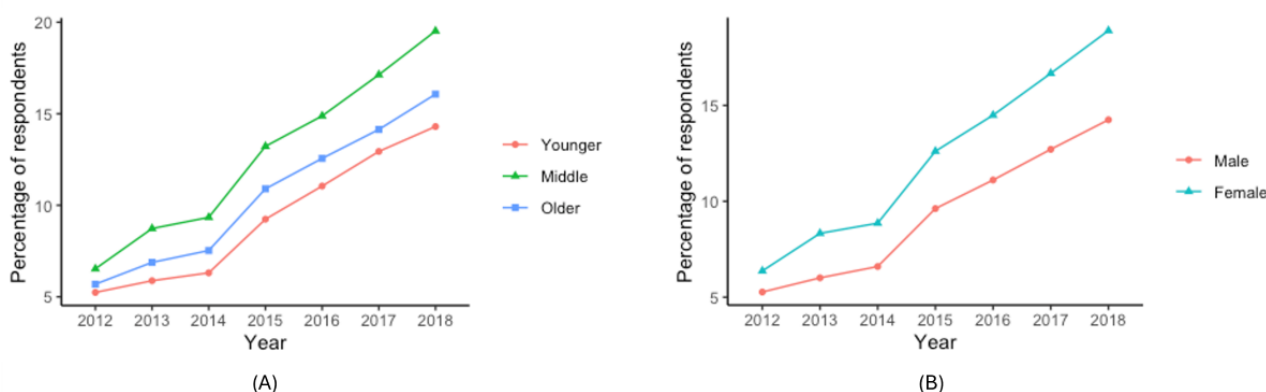 Percentage of respondents
20
15
10
5
2012 2013 2014 2015 2016 2017 2018
Year
Younger
Middle
Older
(A)
Percentage of respondents
15
10
5
2012 2013 2014 2015 2016 2017 2018
Year
Male
Female
(B)